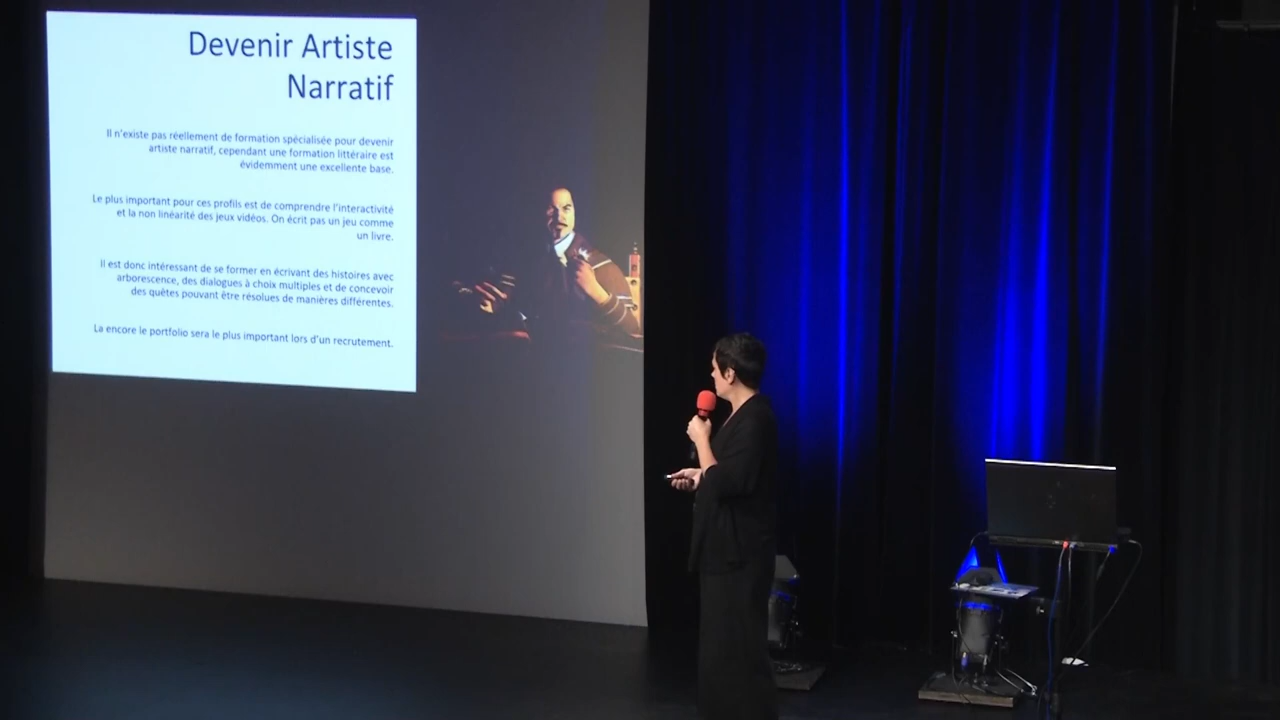 Devenir Artiste
Narratif
Il n'existe pas réellement de formation spécialisée pour devenir
artiste narratif, cependant une formation littéraire est
évidemment une excellente base.
Le plus important pour ces profils est de comprendre l'interactivité
et la non linéarité des jeux vidéos. On écrit pas un jeu comme
un livre.
Il est donc intéressant de se former en écrivant des histoires avec
arborescence, des dialogues à choix multiples et de concevoir
des quêtes pouvant être résolues de manières différentes.
La encore le portfolio sera le plus important lors d'un recrutement.